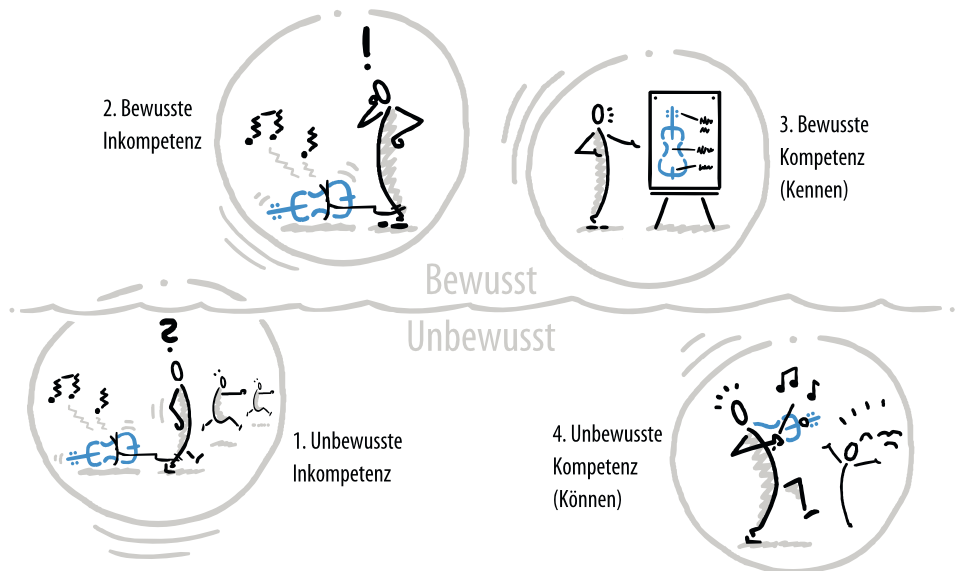 2. Bewusste
Inkompetenz
3. Bewusste
Kompetenz
(Kennen)
Bewusst
Unbewusst
1. Unbewusste
Inkompetenz
4. Unbewusste
Kompetenz
(Können)